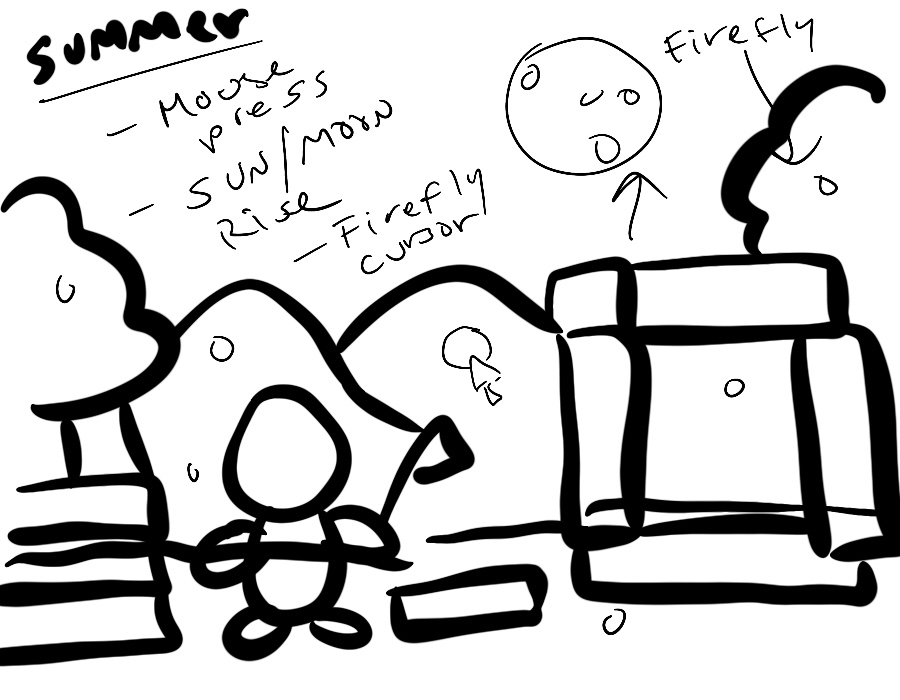 SUMMER
- Mouse
press
- SUN/MOON
Rise
- Firefly
cursor
Firefly